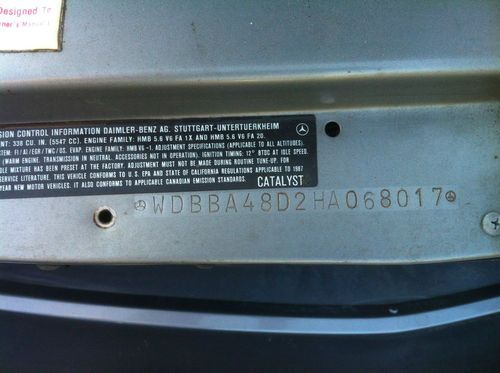 Designed To
ner's Manual
SION CONTROL INFORMATION DAIMLER-BENZ AG. STUTTGART-UNTERTUERKHEIM
ENT: 338 CU. IN. (5547 CC). ENGINE FAMILY: HMB 5.6 V6 FA 1X AND HMB 5.6 V6 FA 20.
STEM: FI/AI/EGR/TWC/OS. EVAP. ENGINE FAMILY: HMB V6-1. ADJUSTMENT SPECIFICATIONS (APPLICABLE TO ALL ALTITUDES).
(WARM ENGINE. TRANSMISSION IN NEUTRAL. ACCESSORIES NOT IN OPERATION). IGNITION TIMING: 12° BTDC AT IDLE SPEED.
LE MIXTURE HAS BEEN PRESET AT THE FACTORY. ADJUSTMENT MUST NOT BE MADE DURING ROUTINE TUNE-UP. FOR
SERVICE LITERATURE. THIS VEHICLE CONFORMS TO U.S. EPA AND STATE OF CALIFORNIA REGULATIONS APPLICABLE TO 1987
YEAR NEW MOTOR VEHICLES. IT ALSO CONFORMS TO APPLICABLE CANADIAN EMISSION STANDARDS.
CATALYST
WDBBA48D2HA068017